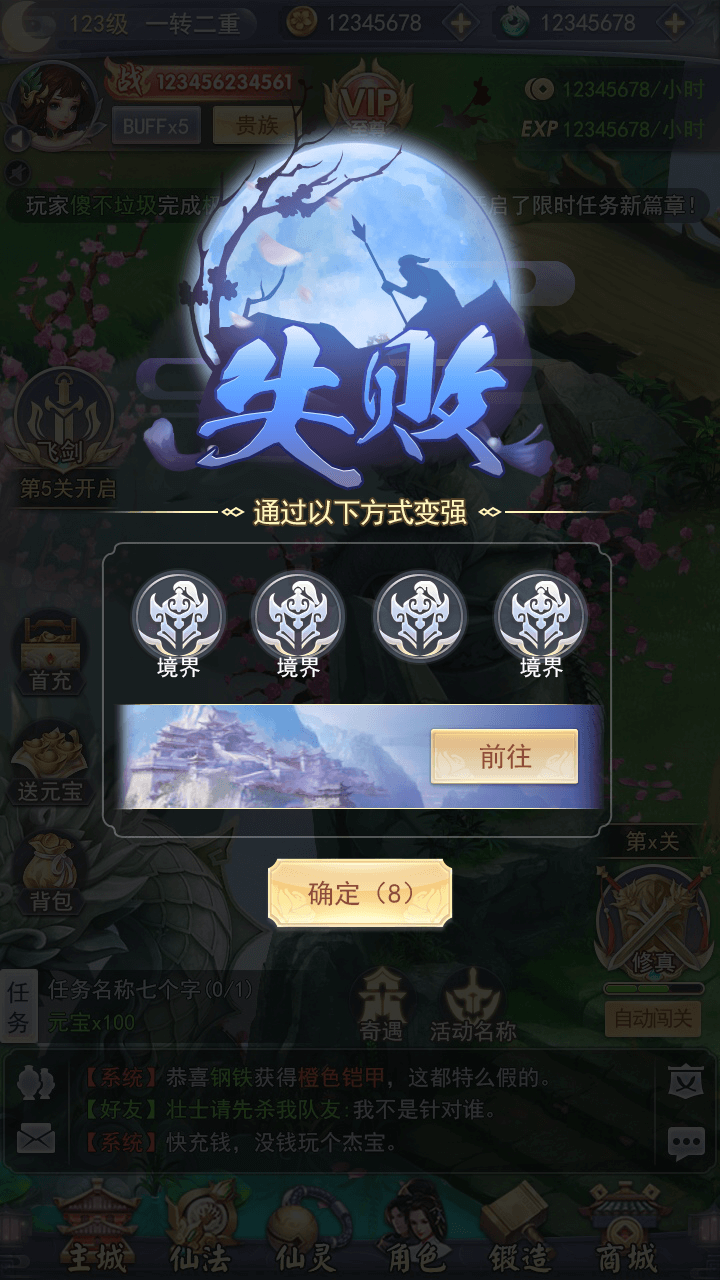 123级 一转二重 12345678 12345678
战 123456234561
VIP
至尊
12345678/小时
BUFFx5 贵族
EXP 12345678/小时
玩家傻不垃圾完成
启了限时任务新篇章!
失败
飞剑
第5关开启
通过以下方式变强
境界 境界 境界
首充
前往
送元宝
第x关
确定（8）
背包
修真
任务
任务名称七个字(0/1)
元宝x100
奇遇 活动名称
自动闯关
【系统】恭喜钢铁获得橙色铠甲，这都特么假的。
【好友】壮士请先杀我队友:我不是针对谁。
【系统】快充钱，没钱玩个杰宝。
主城 仙法 仙灵 角色 锻造 商城